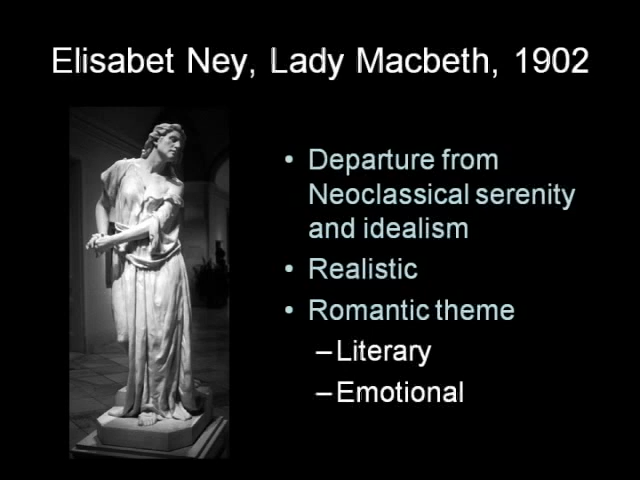 Elisabet Ney, Lady Macbeth, 1902
• Departure from
Neoclassical serenity
and idealism
• Realistic
• Romantic theme
–Literary
–Emotional